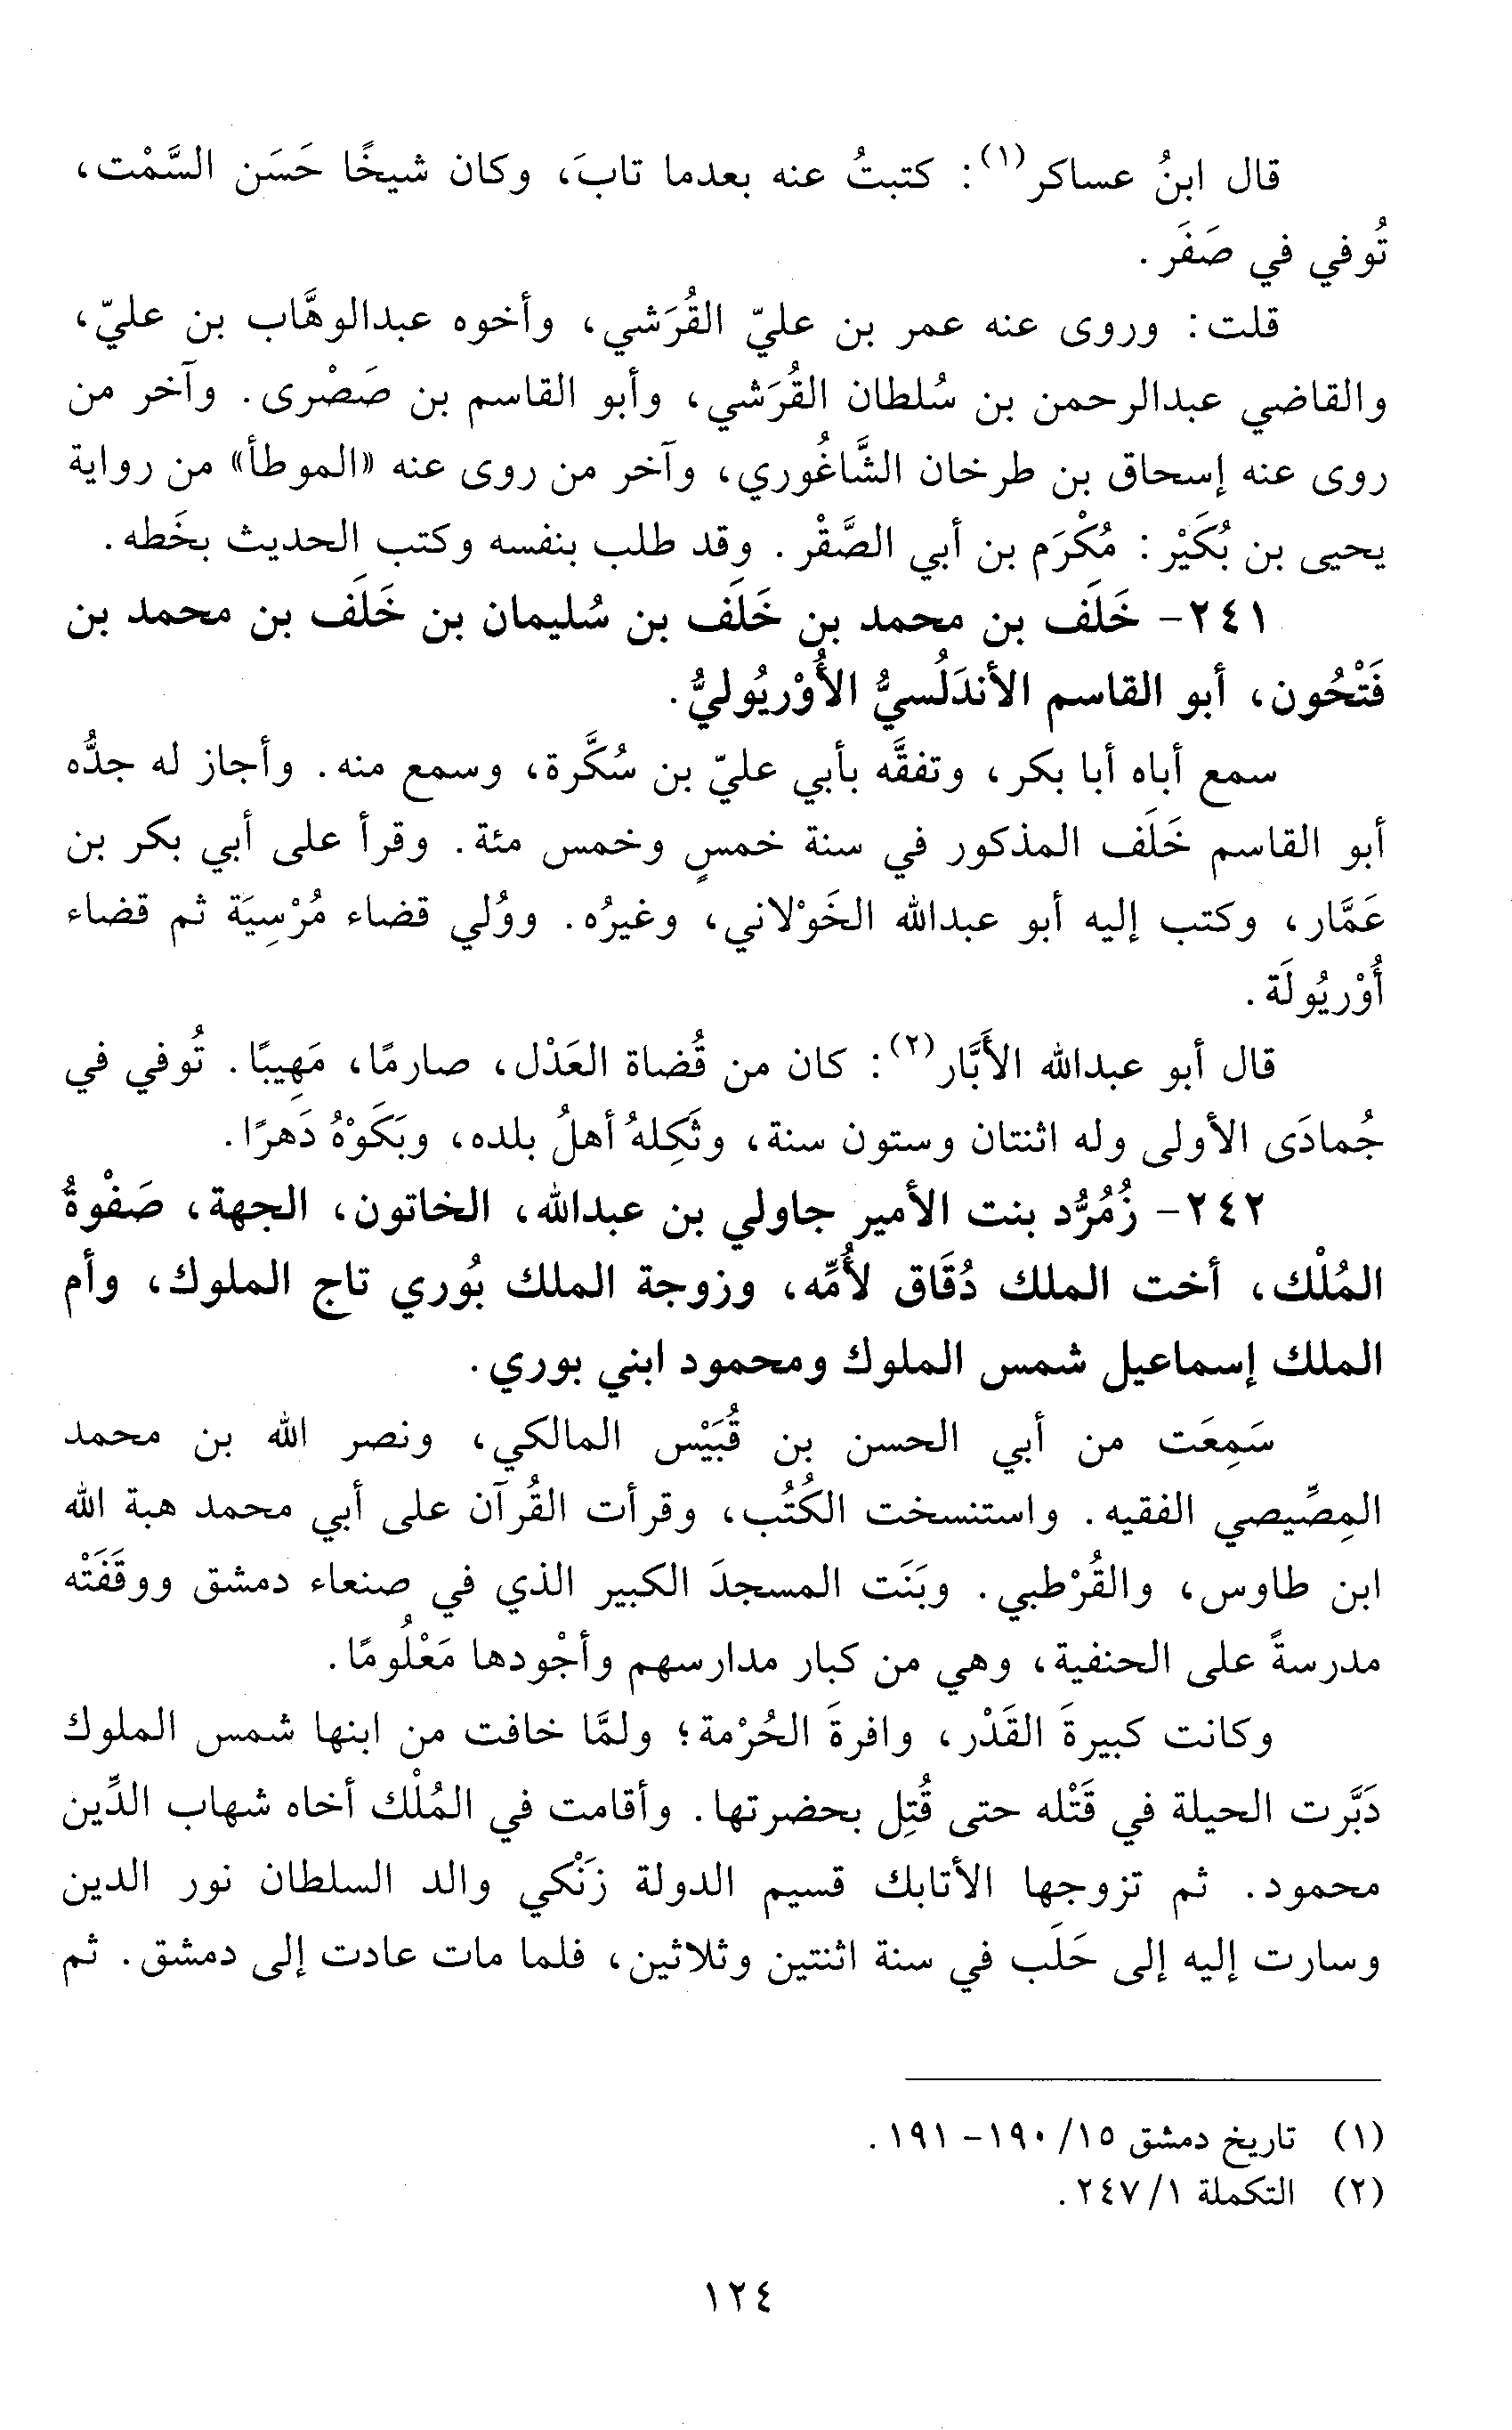 قال ابنُ عساكر(١): كتبتُ عنه بعدما تابَ، وكان شيخًا حَسَن السَّمْت،
تُوفي في صَفَر.
قلت: وروى عنه عمر بن عليّ القُرَشي، وأخوه عبدالوهَّاب بن عليّ،
والقاضي عبدالرحمن بن سُلطان القُرَشي، وأبو القاسم بن صَصْرى. وآخر من
روى عنه إسحاق بن طرخان الشَّاغُوري، وآخر من روى عنه «الموطأ» من رواية
يحيى بن بُكَيْر: مُكْرَم بن أبي الصَّقْر. وقد طلب بنفسه وكتب الحديث بخَطه.
٢٤١- خَلَف بن محمد بن خَلَف بن سُليمان بن خَلَف بن محمد بن
فَتْحُون، أبو القاسم الأندَلُسيُّ الأُوْريُوليُّ.
سمع أباه أبا بكر، وتفقَّه بأبي عليّ بن سُكَّرة، وسمع منه. وأجاز له جدُّه
أبو القاسم خَلَف المذكور في سنة خمسٍ وخمس مئة. وقرأ على أبي بكر بن
عَمَّار، وكتب إليه أبو عبدالله الخَوْلاني، وغيرُه. ووُلي قضاء مُرْسِيَة ثم قضاء
أُوْريُولَة.
قال أبو عبدالله الأَبَّار(٢): كان من قُضاة العَدْل، صارمًا، مَهِيبًا. تُوفي في
جُمادَى الأولى وله اثنتان وستون سنة، وثَكِلهُ أهلُ بلده، وبَكَوْهُ دَهرًا.
٢٤٢- زُمُرُّد بنت الأمير جاولي بن عبدالله، الخاتون، الجهة، صَفْوةُ
المُلْك، أخت الملك دُقَاق لأُمِّه، وزوجة الملك بُوري تاج الملوك، وأم
الملك إسماعيل شمس الملوك ومحمود ابني بوري.
سَمِعَت من أبي الحسن بن قُبَيْس المالكي، ونصر الله بن محمد
المِصِّيصي الفقيه. واستنسخت الكُتُب، وقرأت القُرآن على أبي محمد هبة الله
ابن طاوس، والقُرْطبي. وبَنَت المسجدَ الكبير الذي في صنعاء دمشق ووقَفَتْه
مدرسةً على الحنفية، وهي من كبار مدارسهم وأجْودها مَعْلُومًا.
وكانت كبيرةَ القَدْر، وافرةَ الحُرْمة؛ ولمَّا خافت من ابنها شمس الملوك
دَبَّرت الحيلة في قَتْله حتى قُتِل بحضرتها. وأقامت في المُلْك أخاه شهاب الدِّين
محمود. ثم تزوجها الأتابك قسيم الدولة زَنْكي والد السلطان نور الدين
وسارت إليه إلى حَلَب في سنة اثنتين وثلاثين، فلما مات عادت إلى دمشق. ثم
(١) تاريخ دمشق ١٥/ ١٩٠- ١٩١.
(٢) التكملة ١/ ٢٤٧.
١٢٤